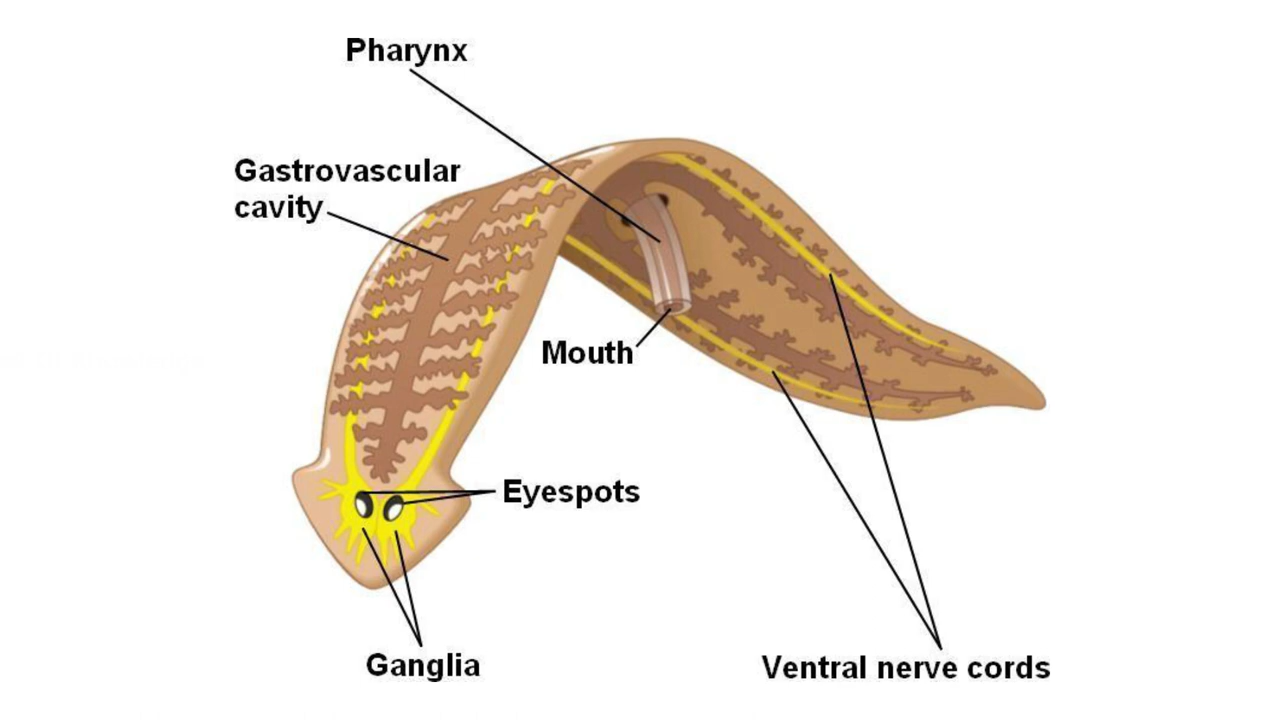 Pharynx
Gastrovascular
cavity
Mouth
Eyespots
Ganglia
Ventral nerve cords